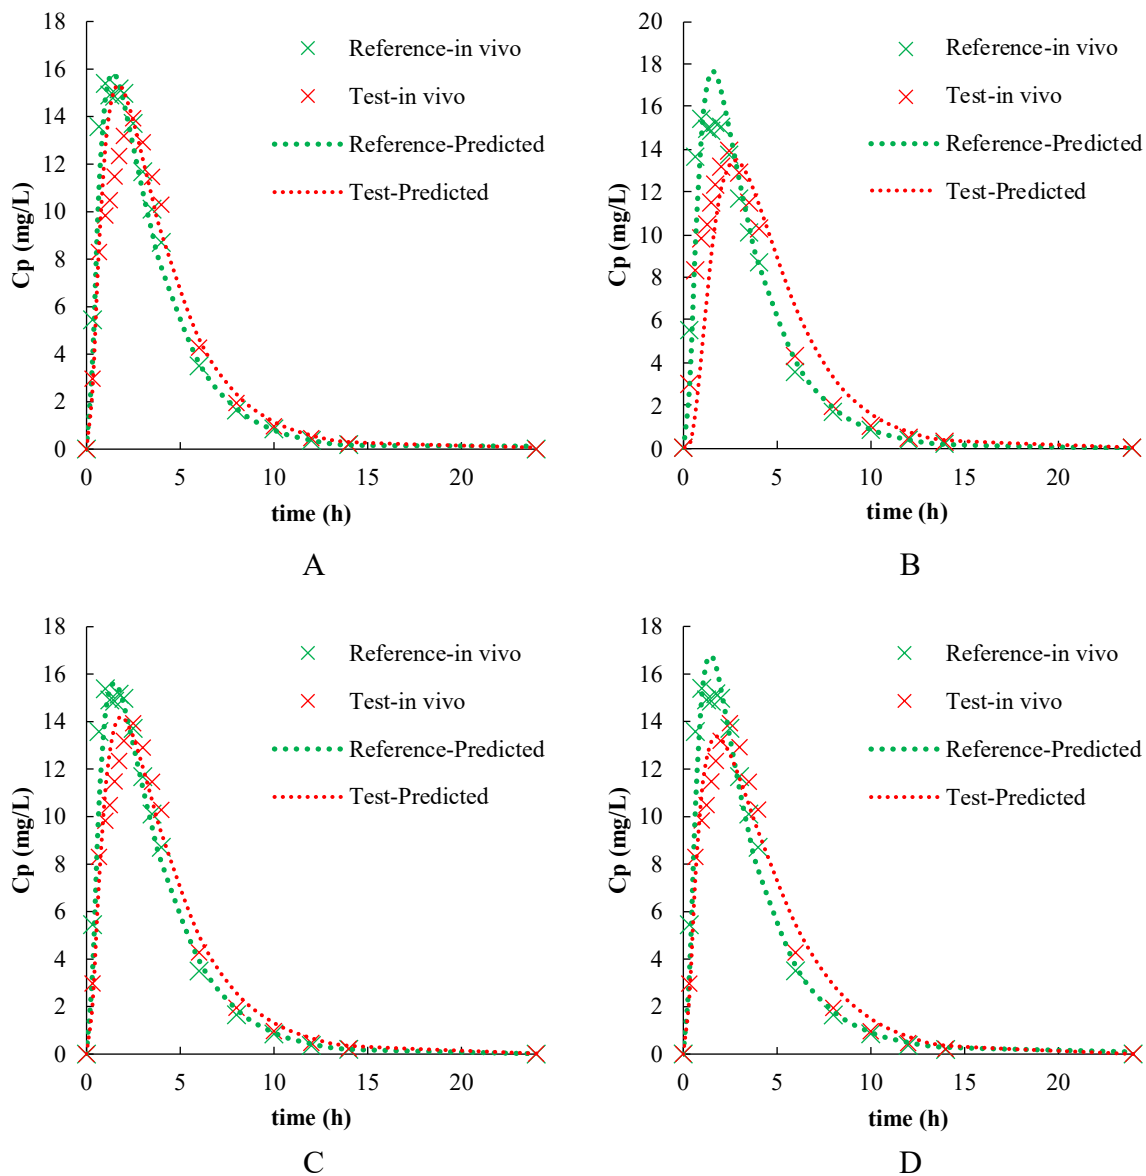 18
16
14
12
10
8
6
4
2
0
Cp (mg/L)
0 5 10 15 20
time (h)
Reference-in vivo
Test-in vivo
Reference-Predicted
Test-Predicted
A
20
18
16
14
12
10
8
6
4
2
0
Cp (mg/L)
0 5 10 15 20
time (h)
Reference-in vivo
Test-in vivo
Reference-Predicted
Test-Predicted
B
18
16
14
12
10
8
6
4
2
0
Cp (mg/L)
0 5 10 15 20
time (h)
Reference-in vivo
Test-in vivo
Reference-Predicted
Test-Predicted
C
18
16
14
12
10
8
6
4
2
0
Cp (mg/L)
0 5 10 15 20
time (h)
Reference-in vivo
Test-in vivo
Reference-Predicted
Test-Predicted
D